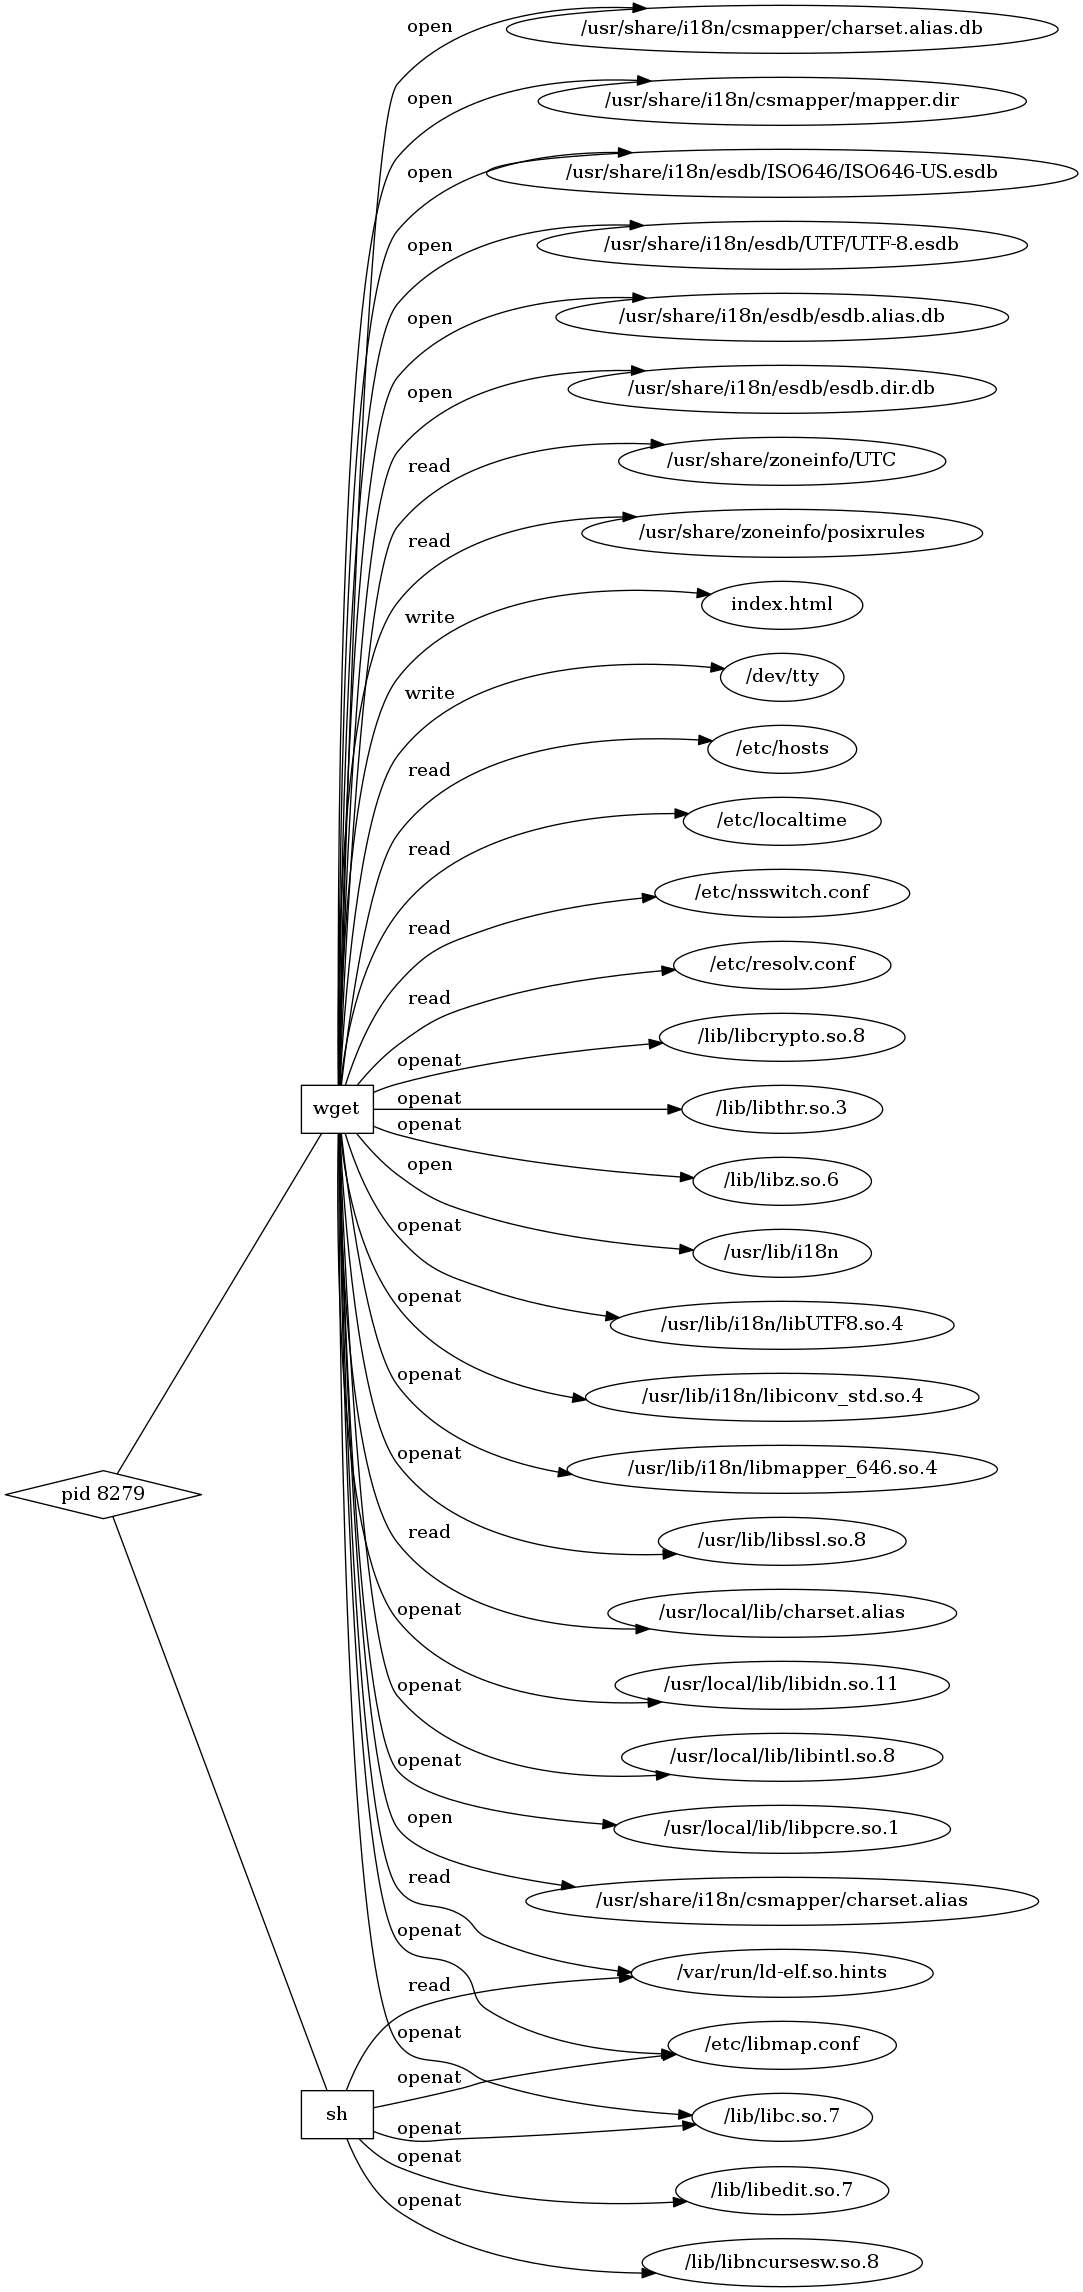 open
/usr/share/i18n/csmapper/charset.alias.db
open
/usr/share/i18n/csmapper/mapper.dir
open
/usr/share/i18n/esdb/ISO646/ISO646-US.esdb
open
/usr/share/i18n/esdb/UTF/UTF-8.esdb
open
/usr/share/i18n/esdb/esdb.alias.db
open
/usr/share/i18n/esdb/esdb.dir.db
read
/usr/share/zoneinfo/UTC
read
/usr/share/zoneinfo/posixrules
write
index.html
write
/dev/tty
read
/etc/hosts
read
/etc/localtime
read
/etc/nsswitch.conf
read
/etc/resolv.conf
openat
/lib/libcrypto.so.8
wget
openat
/lib/libthr.so.3
openat
/lib/libz.so.6
open
/usr/lib/i18n
openat
/usr/lib/i18n/libUTF8.so.4
openat
/usr/lib/i18n/libiconv_std.so.4
openat
/usr/lib/i18n/libmapper_646.so.4
pid 8279
openat
/usr/lib/libssl.so.8
read
/usr/local/lib/charset.alias
openat
/usr/local/lib/libidn.so.11
openat
/usr/local/lib/libintl.so.8
openat
/usr/local/lib/libpcre.so.1
open
/usr/share/i18n/csmapper/charset.alias
read
/var/run/ld-elf.so.hints
openat
read
/etc/libmap.conf
openat
openat
sh
/lib/libc.so.7
openat
openat
/lib/libedit.so.7
openat
/lib/libncursesw.so.8